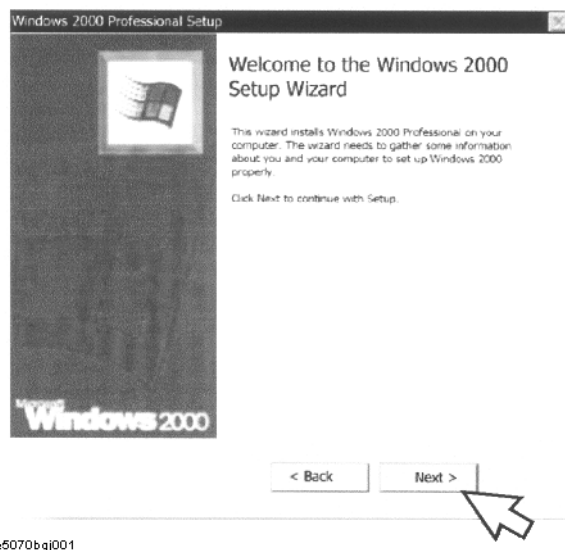 Windows 2000 Professional Setup
Welcome to the Windows 2000
Setup Wizard
This wizard installs Windows 2000 Professional on your
computer. The wizard needs to gather some information
about you and your computer to set up Windows 2000
properly.
Click Next to continue with Setup.
Microsoft
Windows 2000
< Back
Next >
e5070bgj001